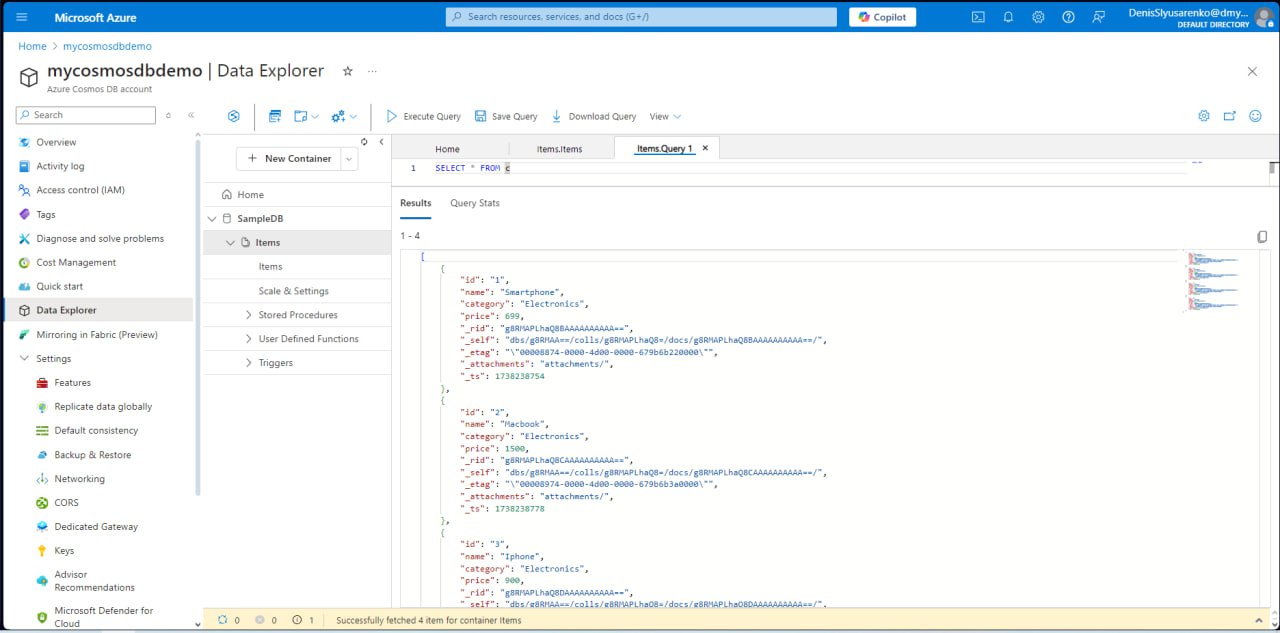 Microsoft Azure
Search resources, services, and docs (G+/)
Copilot
DenisSlyusarenko@dmy...
DEFAULT DIRECTORY
Home > mycosmosdbdemo
mycosmosdbdemo | Data Explorer
Azure Cosmos DB account
Search
Overview
Activity log
Access control (IAM)
Tags
Diagnose and solve problems
Cost Management
Quick start
Data Explorer
Mirroring in Fabric (Preview)
Settings
Features
Replicate data globally
Default consistency
Backup & Restore
Networking
CORS
Dedicated Gateway
Keys
Advisor
Recommendations
Microsoft Defender for
Cloud
New Container
Home
SampleDB
Items
Items
Scale & Settings
Stored Procedures
User Defined Functions
Triggers
Execute Query
Save Query
Download Query
View
Home
Items.Items
Items.Query 1
1 SELECT * FROM c
Results
Query Stats
1 - 4
[
{
"id": "1",
"name": "Smartphone",
"category": "Electronics",
"price": 699,
"_rid": "g8RMAPLhaQ8BAAAAAAAAAA==",
"_self": "dbs/g8RMAA==/colls/g8RMAPLhaQ8=/docs/g8RMAPLhaQ8BAAAAAAAAAA==/",
"_etag": "\"00008874-0000-4d00-0000-679b6b220000\"",
"_attachments": "attachments/",
"_ts": 1738238754
},
{
"id": "2",
"name": "Macbook",
"category": "Electronics",
"price": 1500,
"_rid": "g8RMAPLhaQ8CAAAAAAAAAA==",
"_self": "dbs/g8RMAA==/colls/g8RMAPLhaQ8=/docs/g8RMAPLhaQ8CAAAAAAAAAA==/",
"_etag": "\"00008974-0000-4d00-0000-679b6b3a0000\"",
"_attachments": "attachments/",
"_ts": 1738238778
},
{
"id": "3",
"name": "Iphone",
"category": "Electronics",
"price": 900,
"_rid": "g8RMAPLhaQ8DAAAAAAAAAA==",
"_self": "dbs/g8RMAA==/colls/g8RMAPLhaQ8=/docs/g8RMAPLhaQ8DAAAAAAAAAA==/",
0 0 1 Successfully fetched 4 item for container Items